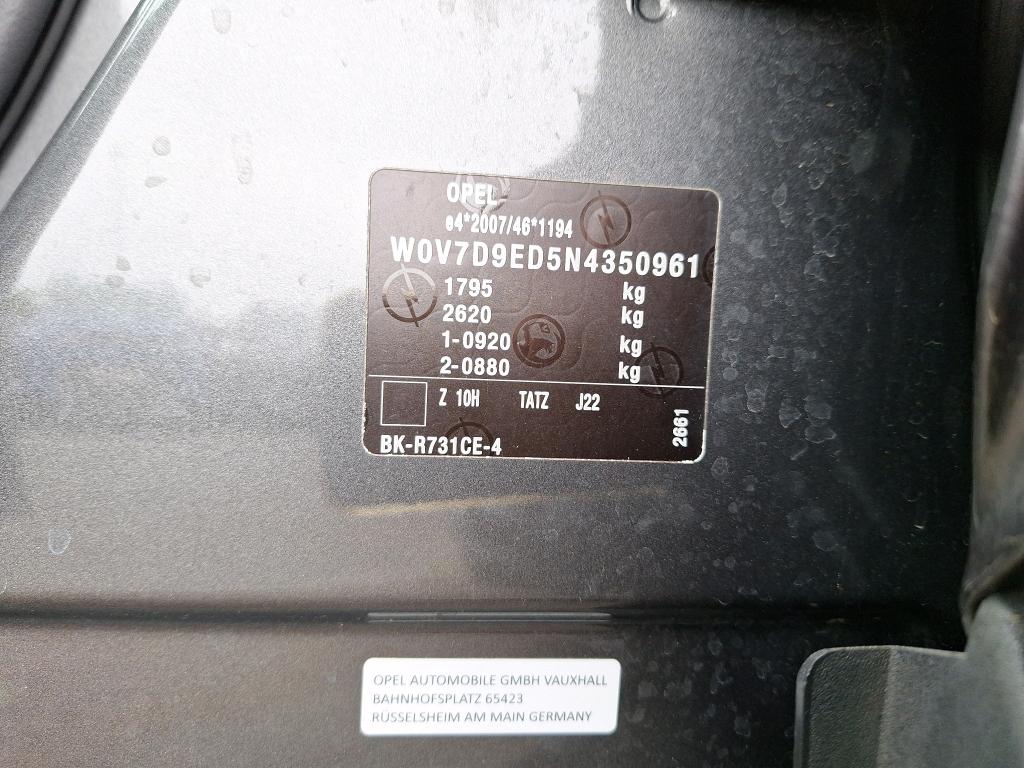 OPEL
e4*2007/46*1194
W0V7D9ED5N4350961
1795 kg
2620 kg
1-0920 kg
2-0880 kg
Z 10H TATZ J22
2661
BK-R731CE-4
OPEL AUTOMOBILE GMBH VAUXHALL
BAHNHOFSPLATZ 65423
RÜSSELSHEIM AM MAIN GERMANY